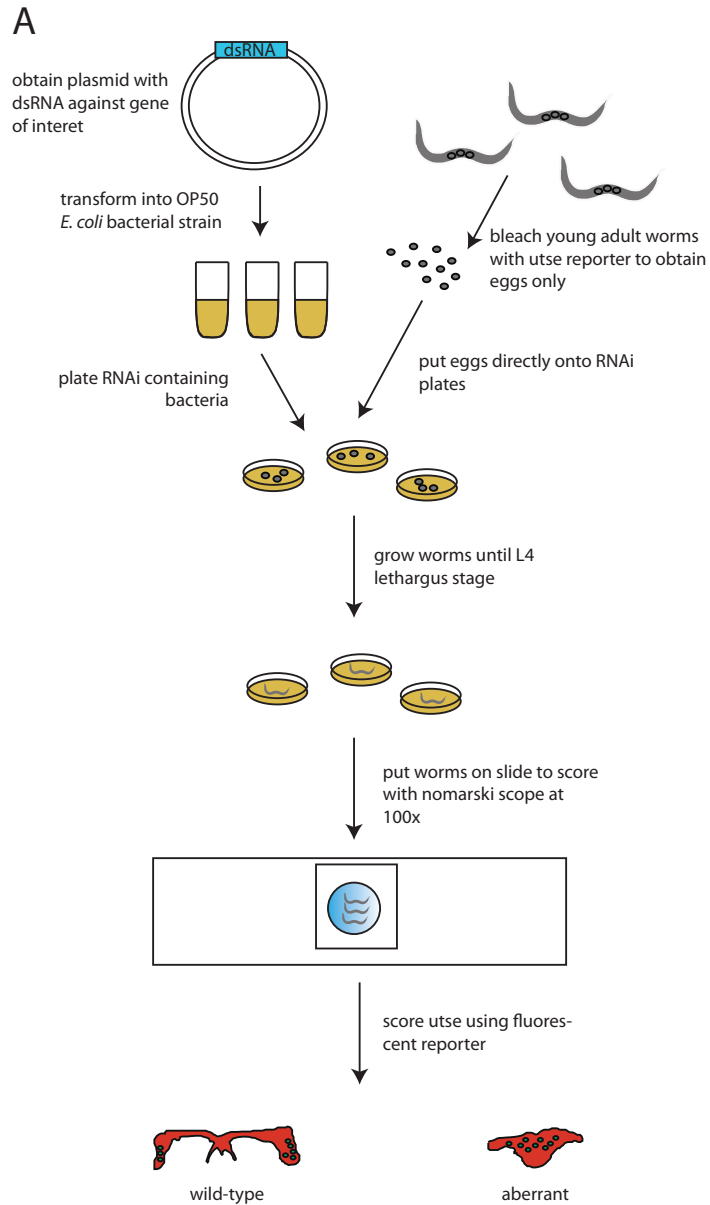 A
dsRNA
obtain plasmid with
dsRNA against gene
of interet
transform into OP50
E. coli bacterial strain
bleach young adult worms
with utse reporter to obtain
eggs only
plate RNAi containing
bacteria
put eggs directly onto RNAi
plates
grow worms until L4
lethargus stage
put worms on slide to score
with nomarski scope at
100x
score utse using fluores-
cent reporter
wild-type
aberrant